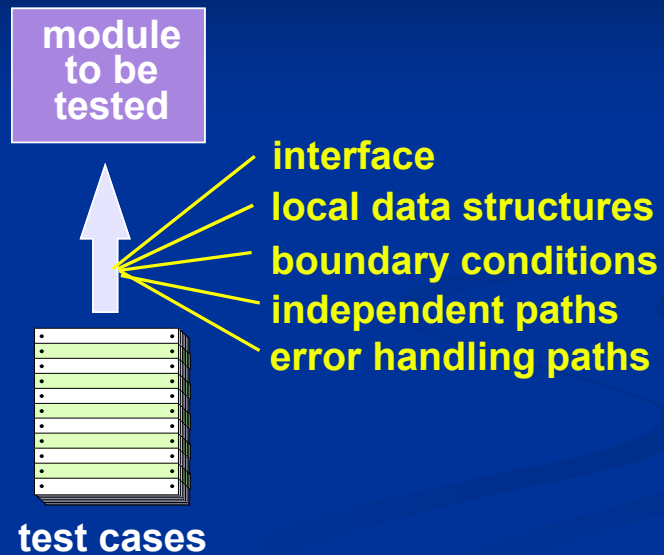 module
to be
tested
interface
local data structures
boundary conditions
independent paths
error handling paths
test cases